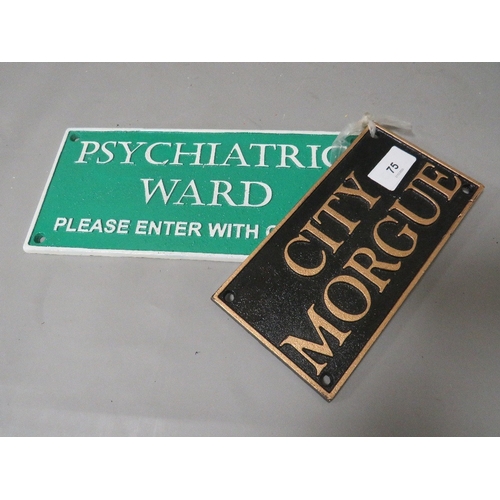 PSYCHIATRIC
WARD
PLEASE ENTER WITH
75
CITY
MORGUE